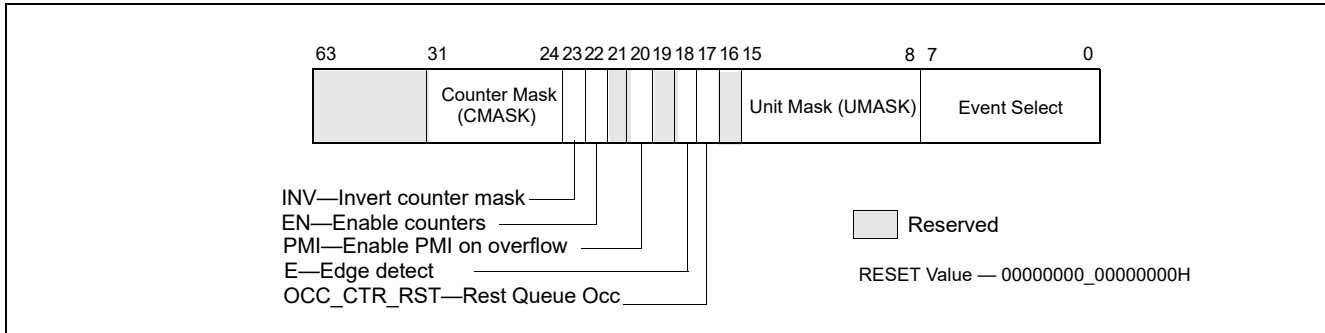 63 31 24 23 22 21 20 19 18 17 16 15 8 7 0
Counter Mask
(CMASK)
Unit Mask (UMASK)
Event Select
INV—Invert counter mask
EN—Enable counters
PMI—Enable PMI on overflow
E—Edge detect
OCC_CTR_RST—Rest Queue Occ
Reserved
RESET Value — 00000000_00000000H